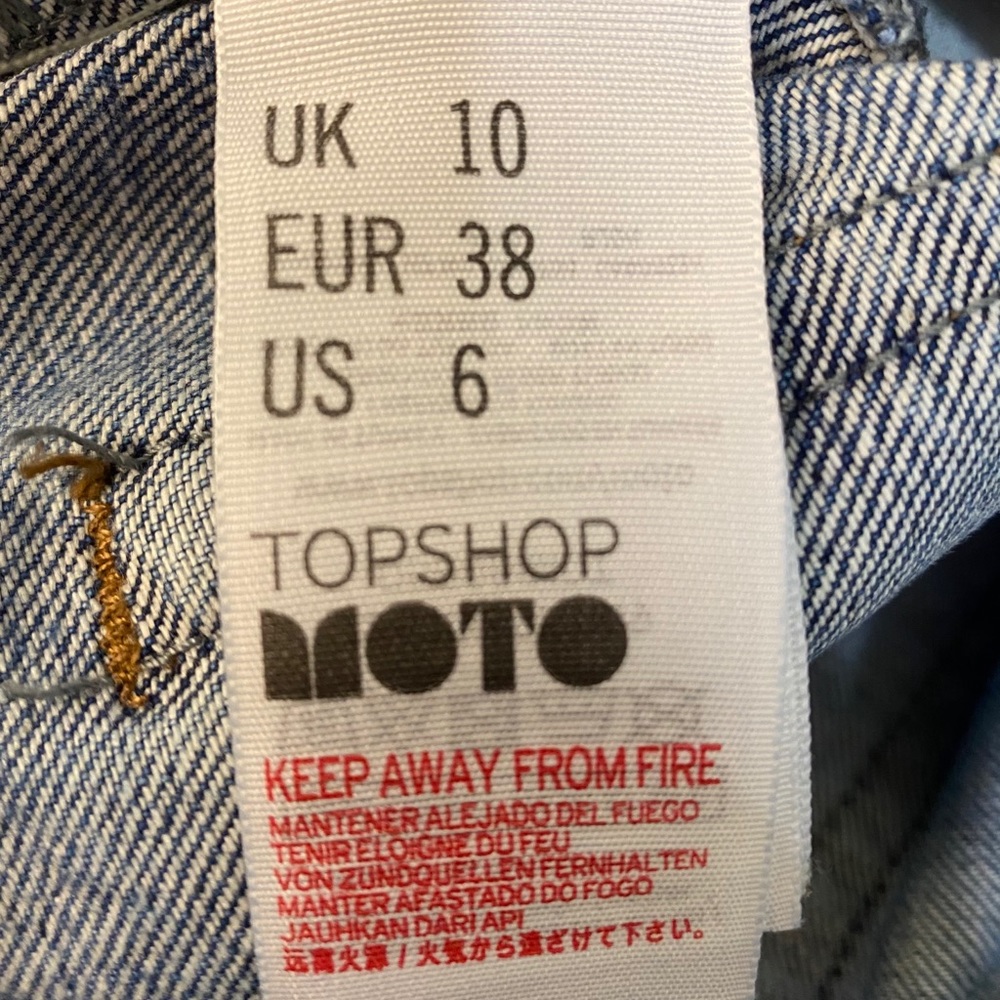 UK 10
EUR 38
US 6
TOPSHOP
MOTO
KEEP AWAY FROM FIRE
MANTENER ALEJADO DEL FUEGO
TENIR ELOIGNE DU FEU
VON ZUNDQUELLEN FERNHALTEN
MANTER AFASTADO DO FOGO
JAUHKAN DARI API
远离火源 / 火気から遠ざけて下さい。